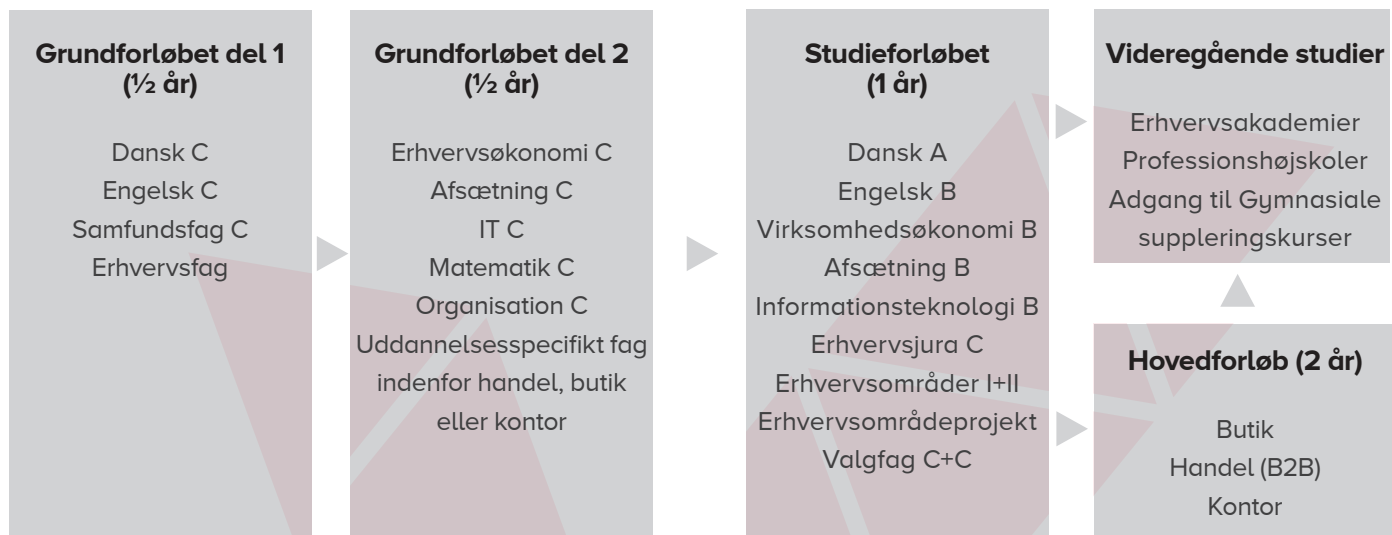 Grundforløbet del 1
(½ år)
Dansk C
Engelsk C
Samfundsfag C
Erhvervsfag
Grundforløbet del 2
(½ år)
Erhvervsøkonomi C
Afsætning C
IT C
Matematik C
Organisation C
Uddannelsesspecifikt fag
indenfor handel, butik
eller kontor
Studieforløbet
(1 år)
Dansk A
Engelsk B
Virksomhedsøkonomi B
Afsætning B
Informationsteknologi B
Erhvervsjura C
Erhvervsområder I+II
Erhvervsområdeprojekt
Valgfag C+C
Videregående studier
Erhvervsakademier
Professionshøjskoler
Adgang til Gymnasiale
suppleringskurser
Hovedforløb (2 år)
Butik
Handel (B2B)
Kontor